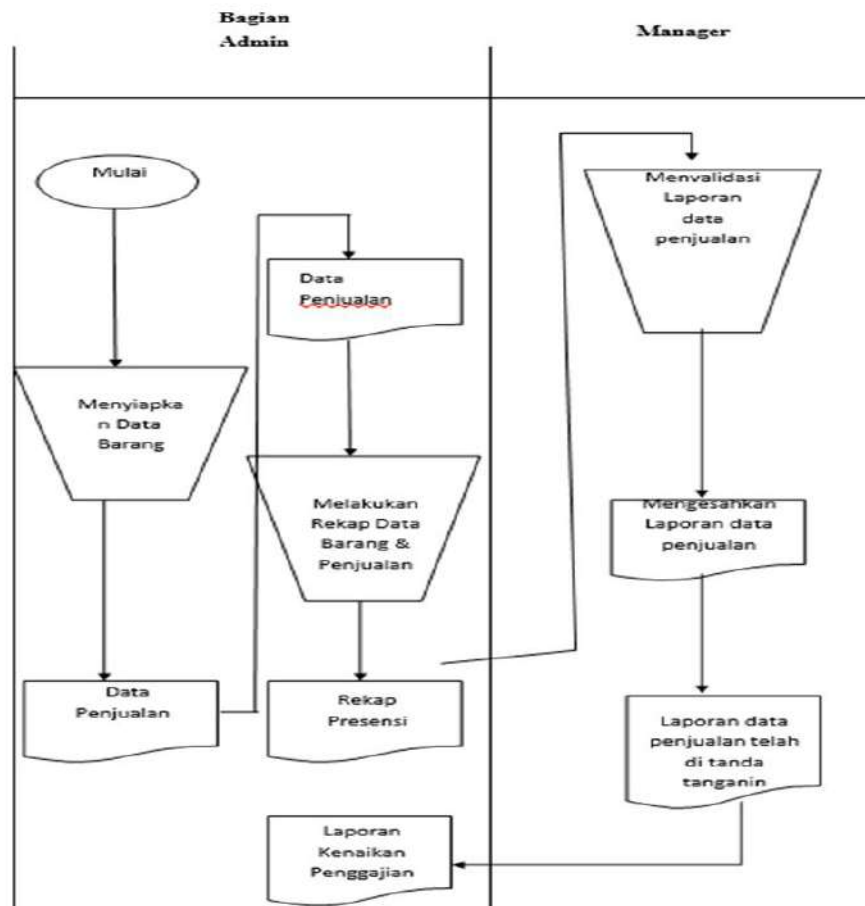 Bagian
Admin
Manager
Mulai
Menyiapka
n Data
Barang
Data
Penjualan
Data
Penjualan
Melakukan
Rekap Data
Barang &
Penjualan
Rekap
Presensi
Laporan
Kenaikan
Penggajian
Menvalidasi
Laporan
data
penjualan
Mengesahkan
Laporan data
penjualan
Laporan data
penjualan telah
di tanda
tanganin